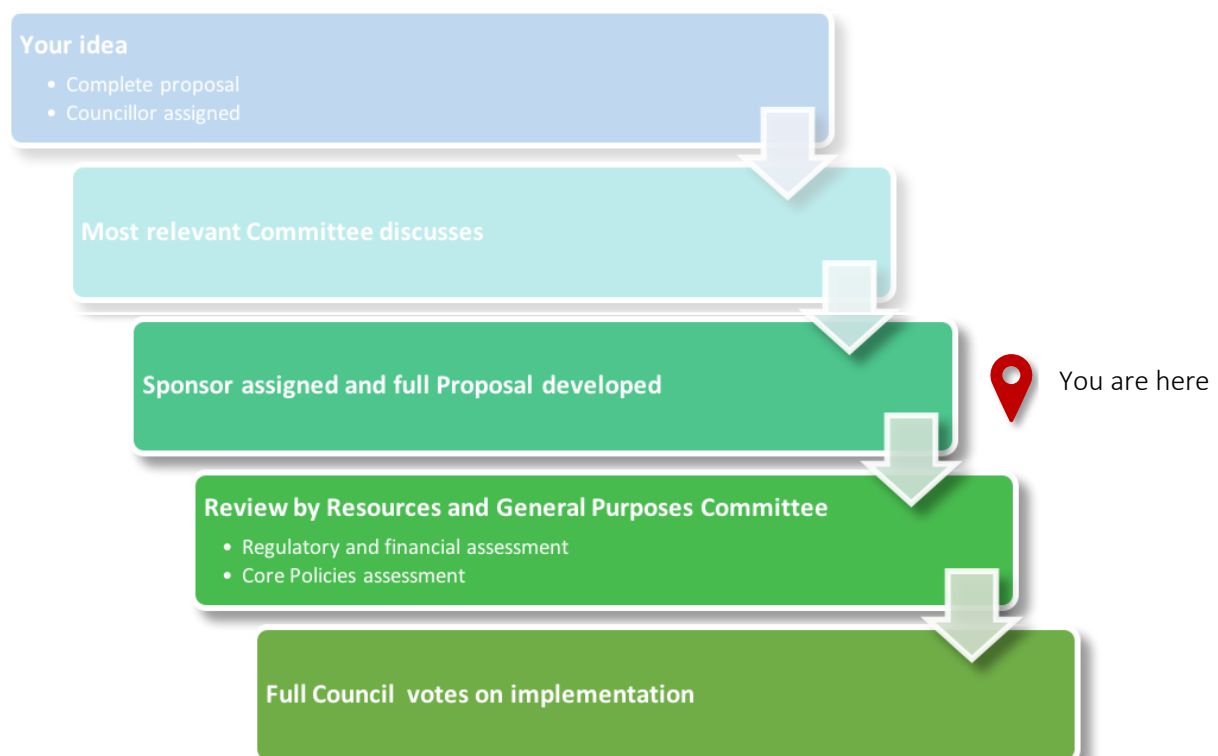 Your idea
• Complete proposal
• Councillor assigned
Most relevant Committee discusses
Sponsor assigned and full Proposal developed
You are here
Review by Resources and General Purposes Committee
• Regulatory and financial assessment
• Core Policies assessment
Full Council votes on implementation